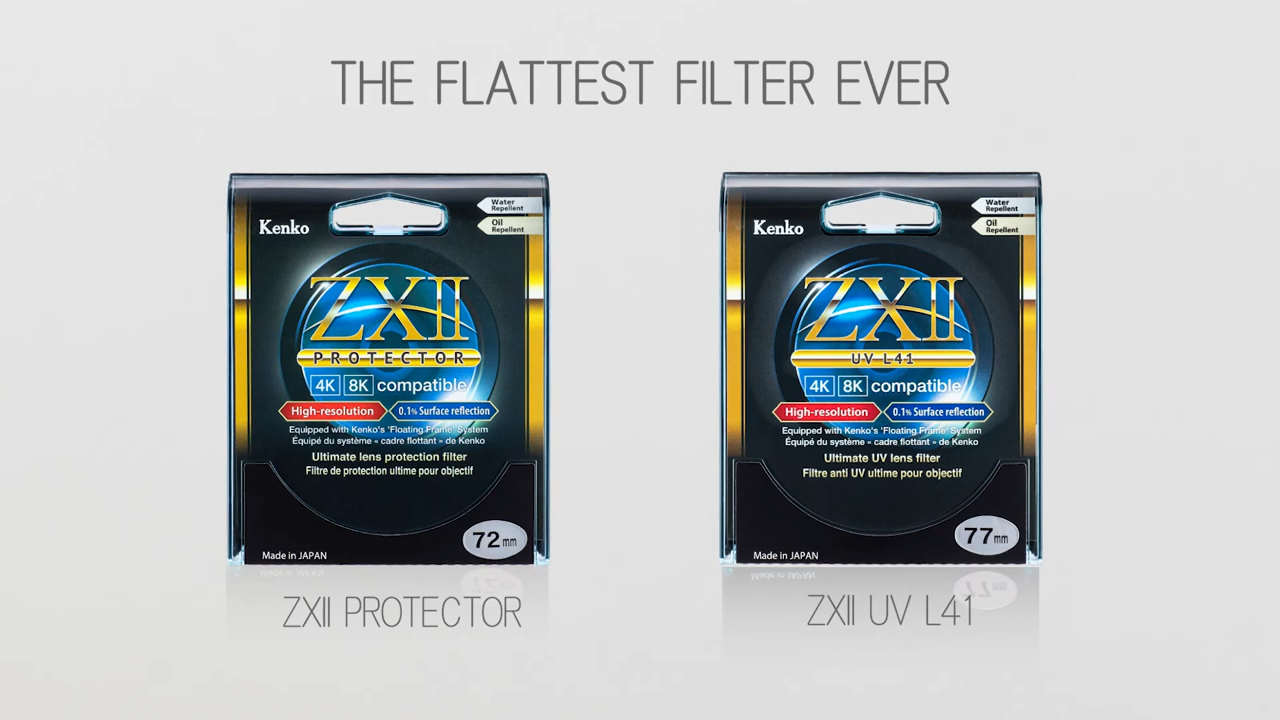 THE FLATTEST FILTER EVER
Water
Repellent
Oil
Repellent
Kenko
ZXII
PROTECTOR
4K 8K compatible
High-resolution 0.1% Surface reflection
Equipped with Kenko's 'Floating Frame' System
Équipé du système « cadre flottant » de Kenko
Ultimate lens protection filter
Filtre de protection ultime pour objectif
72mm
Made in JAPAN
ZXII PROTECTOR
Water
Repellent
Oil
Repellent
Kenko
ZXII
UV L41
4K 8K compatible
High-resolution 0.1% Surface reflection
Equipped with Kenko's 'Floating Frame' System
Équipé du système « cadre flottant » de Kenko
Ultimate UV lens filter
Filtre anti UV ultime pour objectif
77mm
Made in JAPAN
ZXII UV L41